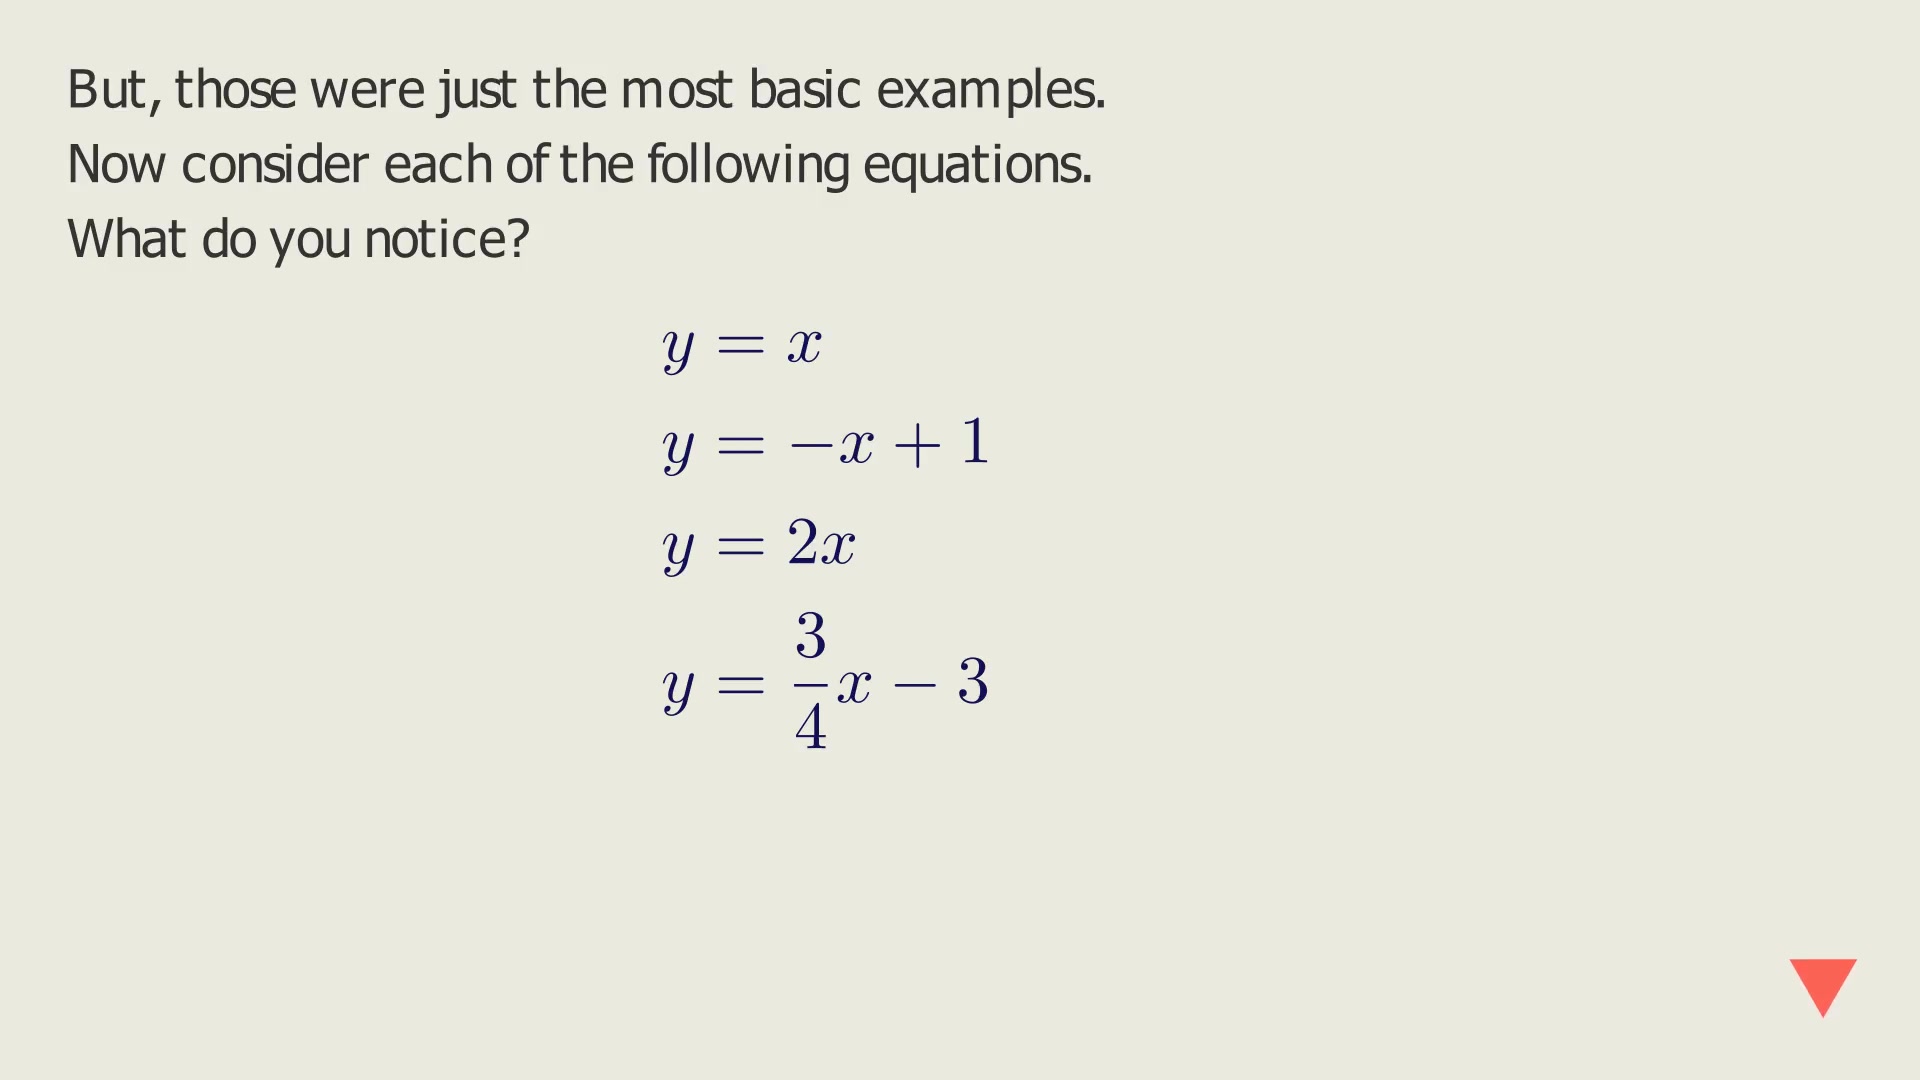 But, those were just the most basic examples.
Now consider each of the following equations.
What do you notice?
y = x
y = −x + 1
y = 2x
y = 3/4 x − 3